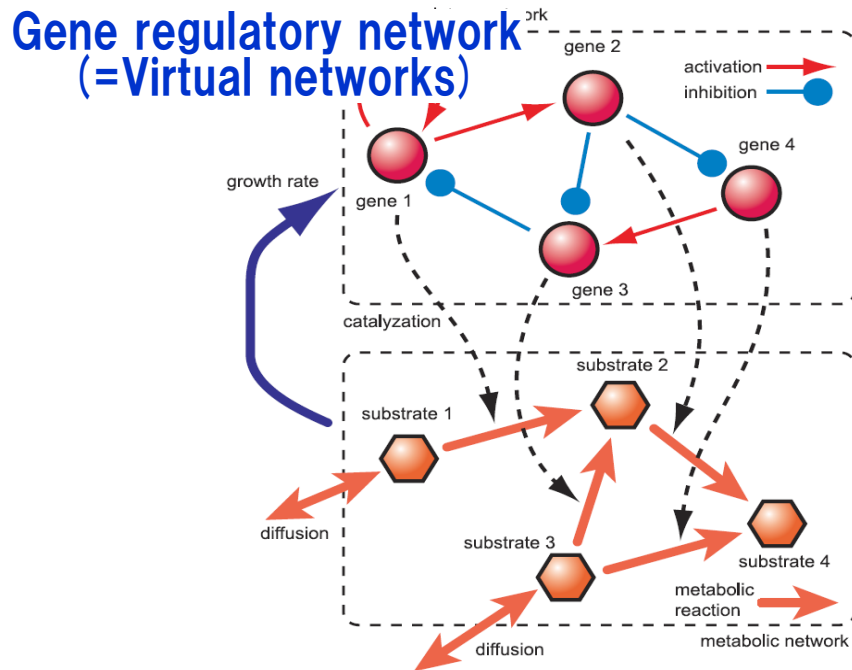 Gene regulatory network
(=Virtual networks)
gene 2
activation
inhibition
gene 4
growth rate
gene 1
gene 3
catalyzation
substrate 2
substrate 1
diffusion
substrate 3
substrate 4
metabolic
reaction
diffusion
metabolic network